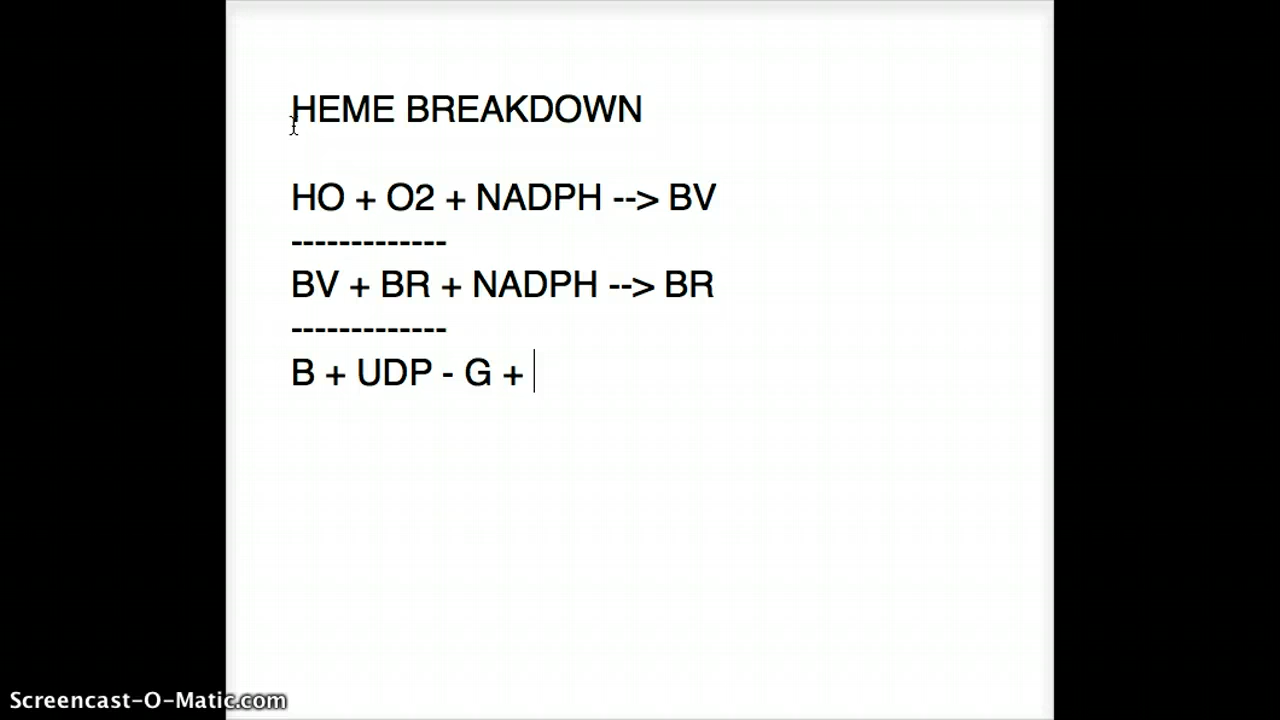 HEME BREAKDOWN
HO + O2 + NADPH --> BV
-------------
BV + BR + NADPH --> BR
-------------
B + UDP - G +
Screencast-O-Matic.com